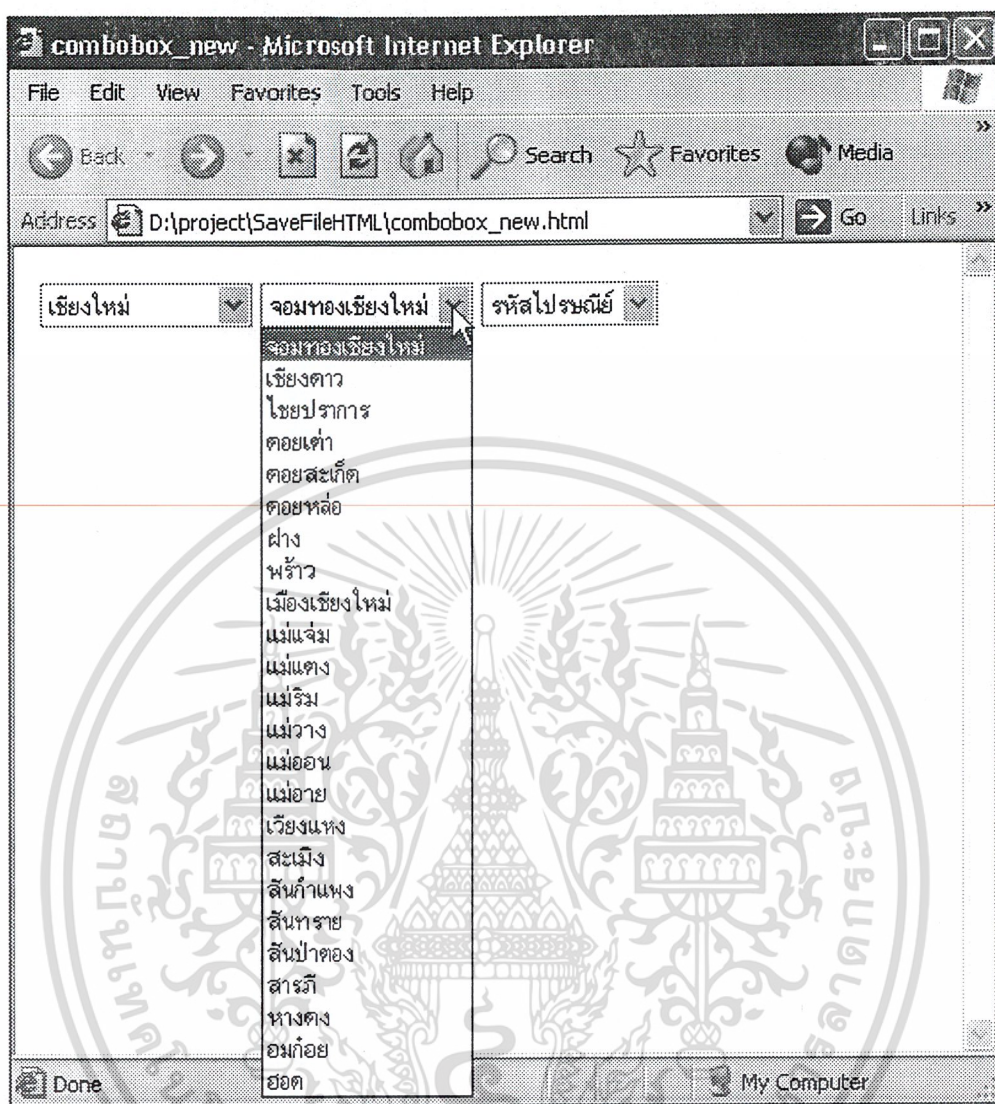 combobox_new - Microsoft Internet Explorer
File Edit View Favorites Tools Help
Back Search Favorites Media »
Address D:\project\SaveFileHTML\combobox_new.html Go Links »
เชียงใหม่ จอมทองเชียงใหม่ รหัสไปรษณีย์
จอมทองเชียงใหม่
เชียงดาว
ไชยปราการ
ดอยเต่า
ดอยสะเก็ด
ดอยหล่อ
ฝาง
พร้าว
เมืองเชียงใหม่
แม่แจ่ม
แม่แตง
แม่ริม
แม่วาง
แม่ออน
แม่อาย
เวียงแหง
สะเมิง
สันกำแพง
สันทราย
สันป่าตอง
สารภี
หางดง
อมก๋อย
ฮอด
Done My Computer